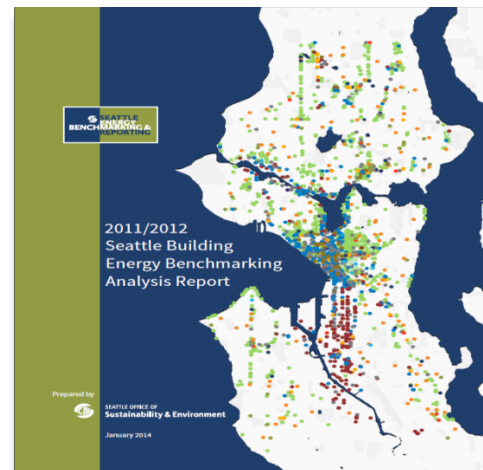 SEATTLE
ENERGY
BENCHMARKING &
REPORTING
2011/2012
Seattle Building
Energy Benchmarking
Analysis Report
Prepared by
SEATTLE OFFICE OF
Sustainability & Environment
January 2014